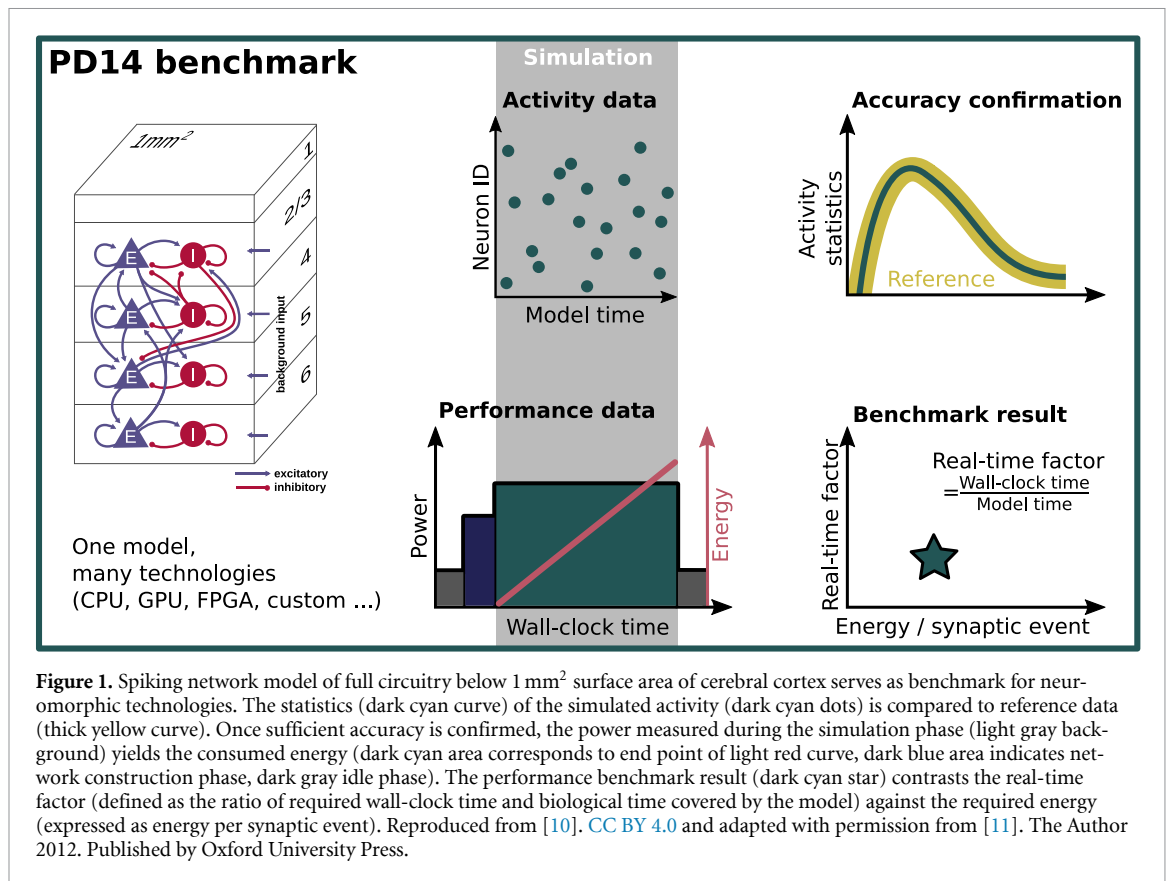 PD14 benchmark
1mm²
1
2/3
4
5
6
E
I
E
I
E
I
E
I
background input
excitatory
inhibitory
One model,
many technologies
(CPU, GPU, FPGA, custom ...)
Simulation
Activity data
Neuron ID
Model time
Performance data
Power
Energy
Wall-clock time
Accuracy confirmation
Activity
statistics
Reference
Benchmark result
Real-time factor
Real-time factor
=Wall-clock time
Model time
Energy / synaptic event
Figure 1. Spiking network model of full circuitry below 1 mm² surface area of cerebral cortex serves as benchmark for neur-
omorphic technologies. The statistics (dark cyan curve) of the simulated activity (dark cyan dots) is compared to reference data
(thick yellow curve). Once sufficient accuracy is confirmed, the power measured during the simulation phase (light gray back-
ground) yields the consumed energy (dark cyan area corresponds to end point of light red curve, dark blue area indicates net-
work construction phase, dark gray idle phase). The performance benchmark result (dark cyan star) contrasts the real-time
factor (defined as the ratio of required wall-clock time and biological time covered by the model) against the required energy
(expressed as energy per synaptic event). Reproduced from [10]. CC BY 4.0 and adapted with permission from [11]. The Author
2012. Published by Oxford University Press.